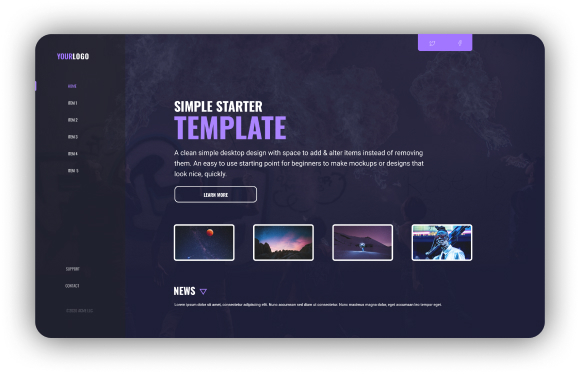 YOURLOGO
HOME
ITEM 1
ITEM 2
ITEM 3
ITEM 4
ITEM 5
SUPPORT
CONTACT
SIMPLE STARTER
TEMPLATE
A clean simple desktop design with space to add & alter items instead of removing
them. An easy to use starting point for beginners to make mockups or designs that
look nice, quickly.
LEARN MORE
NEWS
Lorem ipsum dolor sit amet, consectetur adipiscing elit. Nunc accumsan sed diam ut consectetur. Nunc maximus magna dolor, eget accumsan leo tempor eget.